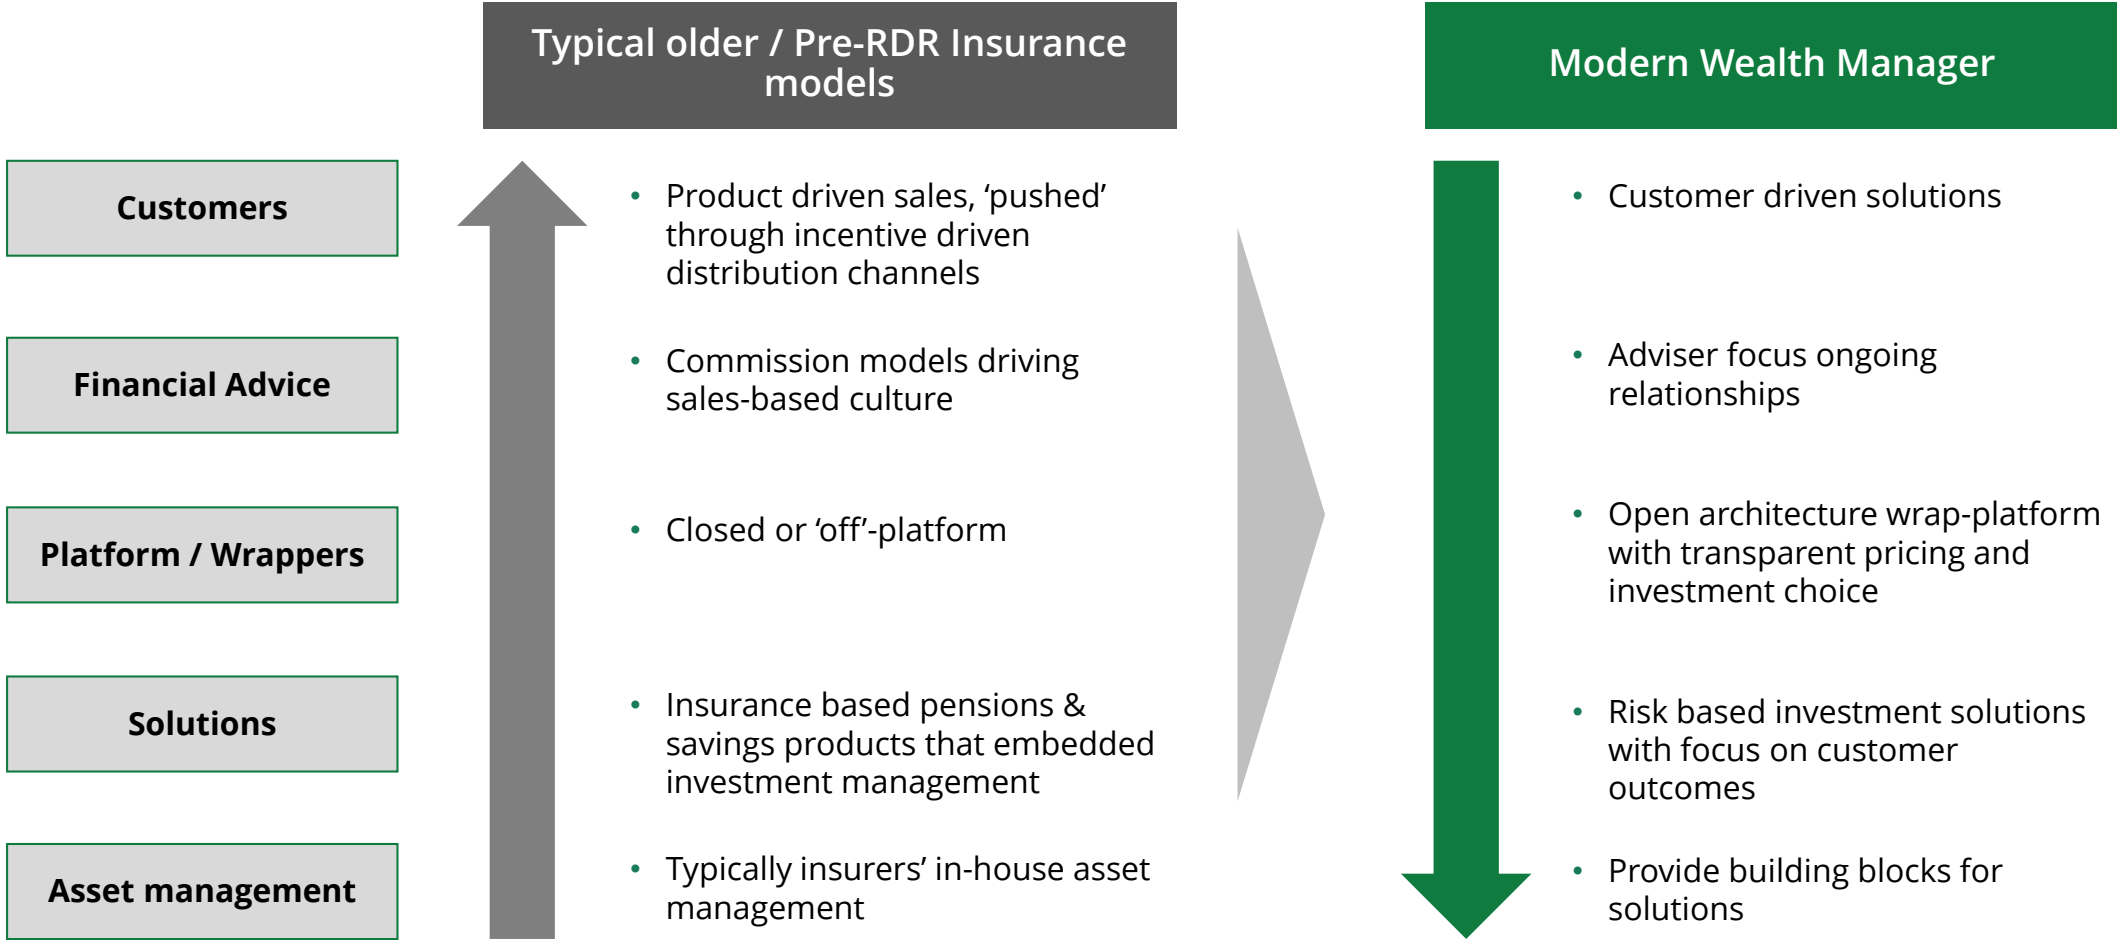 Typical older / Pre-RDR Insurance
models
Modern Wealth Manager
Customers
• Product driven sales, ‘pushed’
through incentive driven
distribution channels
• Customer driven solutions
Financial Advice
• Commission models driving
sales-based culture
• Adviser focus ongoing
relationships
Platform / Wrappers
• Closed or ‘off’-platform
• Open architecture wrap-platform
with transparent pricing and
investment choice
Solutions
• Insurance based pensions &
savings products that embedded
investment management
• Risk based investment solutions
with focus on customer
outcomes
Asset management
• Typically insurers’ in-house asset
management
• Provide building blocks for
solutions